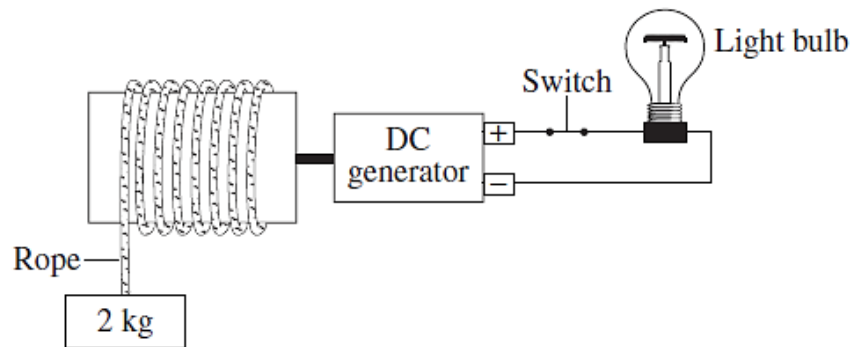 Light bulb
Switch
DC
generator
+
−
Rope
2 kg